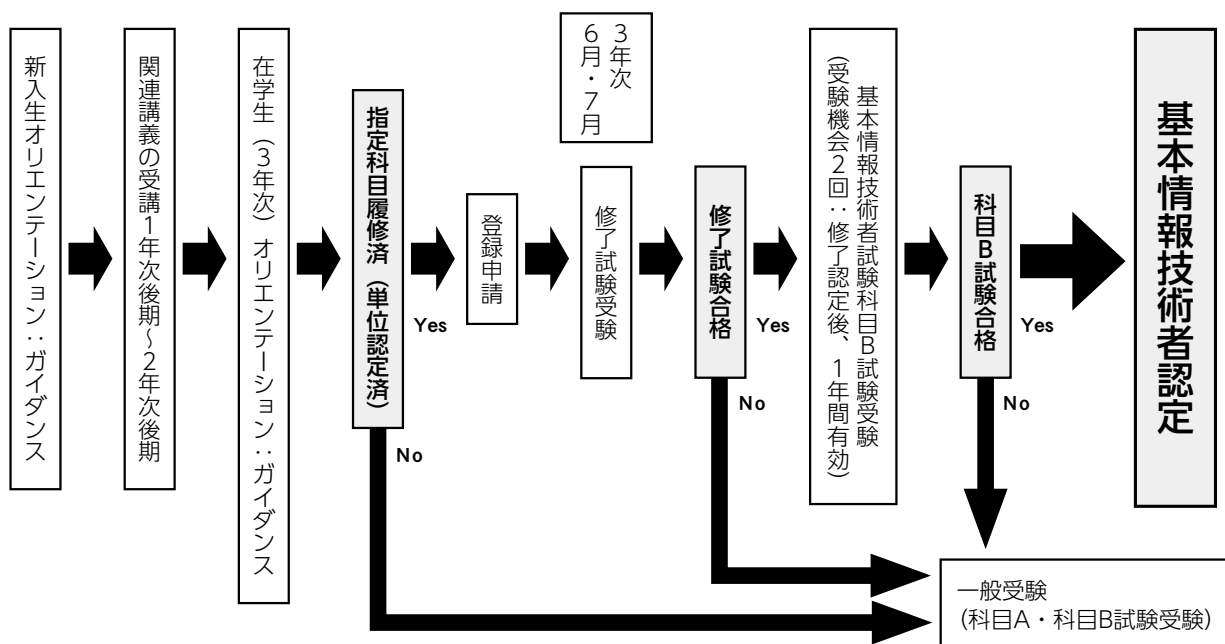 新入生オリエンテーション：ガイダンス
関連講義の受講1年次後期～2年次後期
在学生（3年次）オリエンテーション：ガイダンス
指定科目履修済（単位認定済）
Yes
No
登録申請
3年次
6月・7月
修了試験受験
修了試験合格
Yes
No
基本情報技術者試験科目B試験受験
（受験機会2回：修了認定後、1年間有効）
科目B試験合格
Yes
No
基本情報技術者認定
一般受験
(科目A・科目B試験受験)